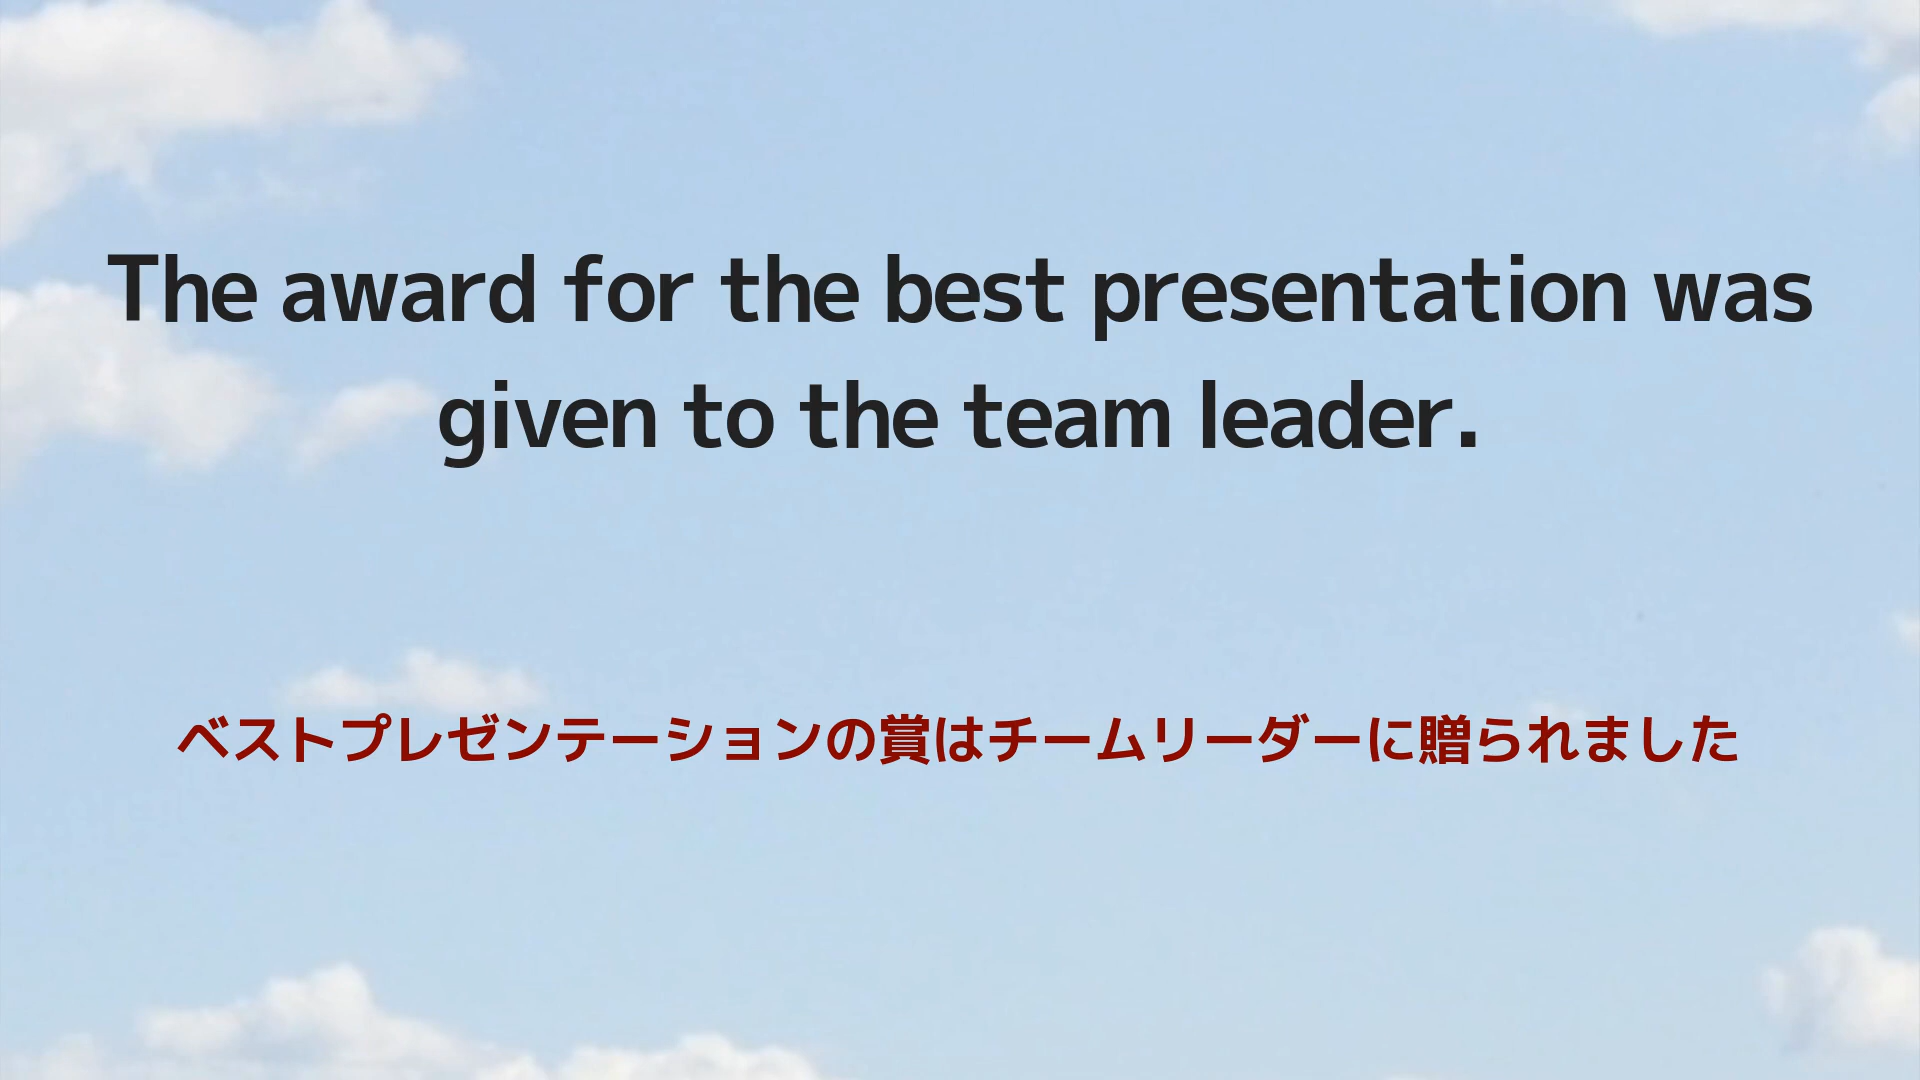 The award for the best presentation was
given to the team leader.
ベストプレゼンテーションの賞はチームリーダーに贈られました